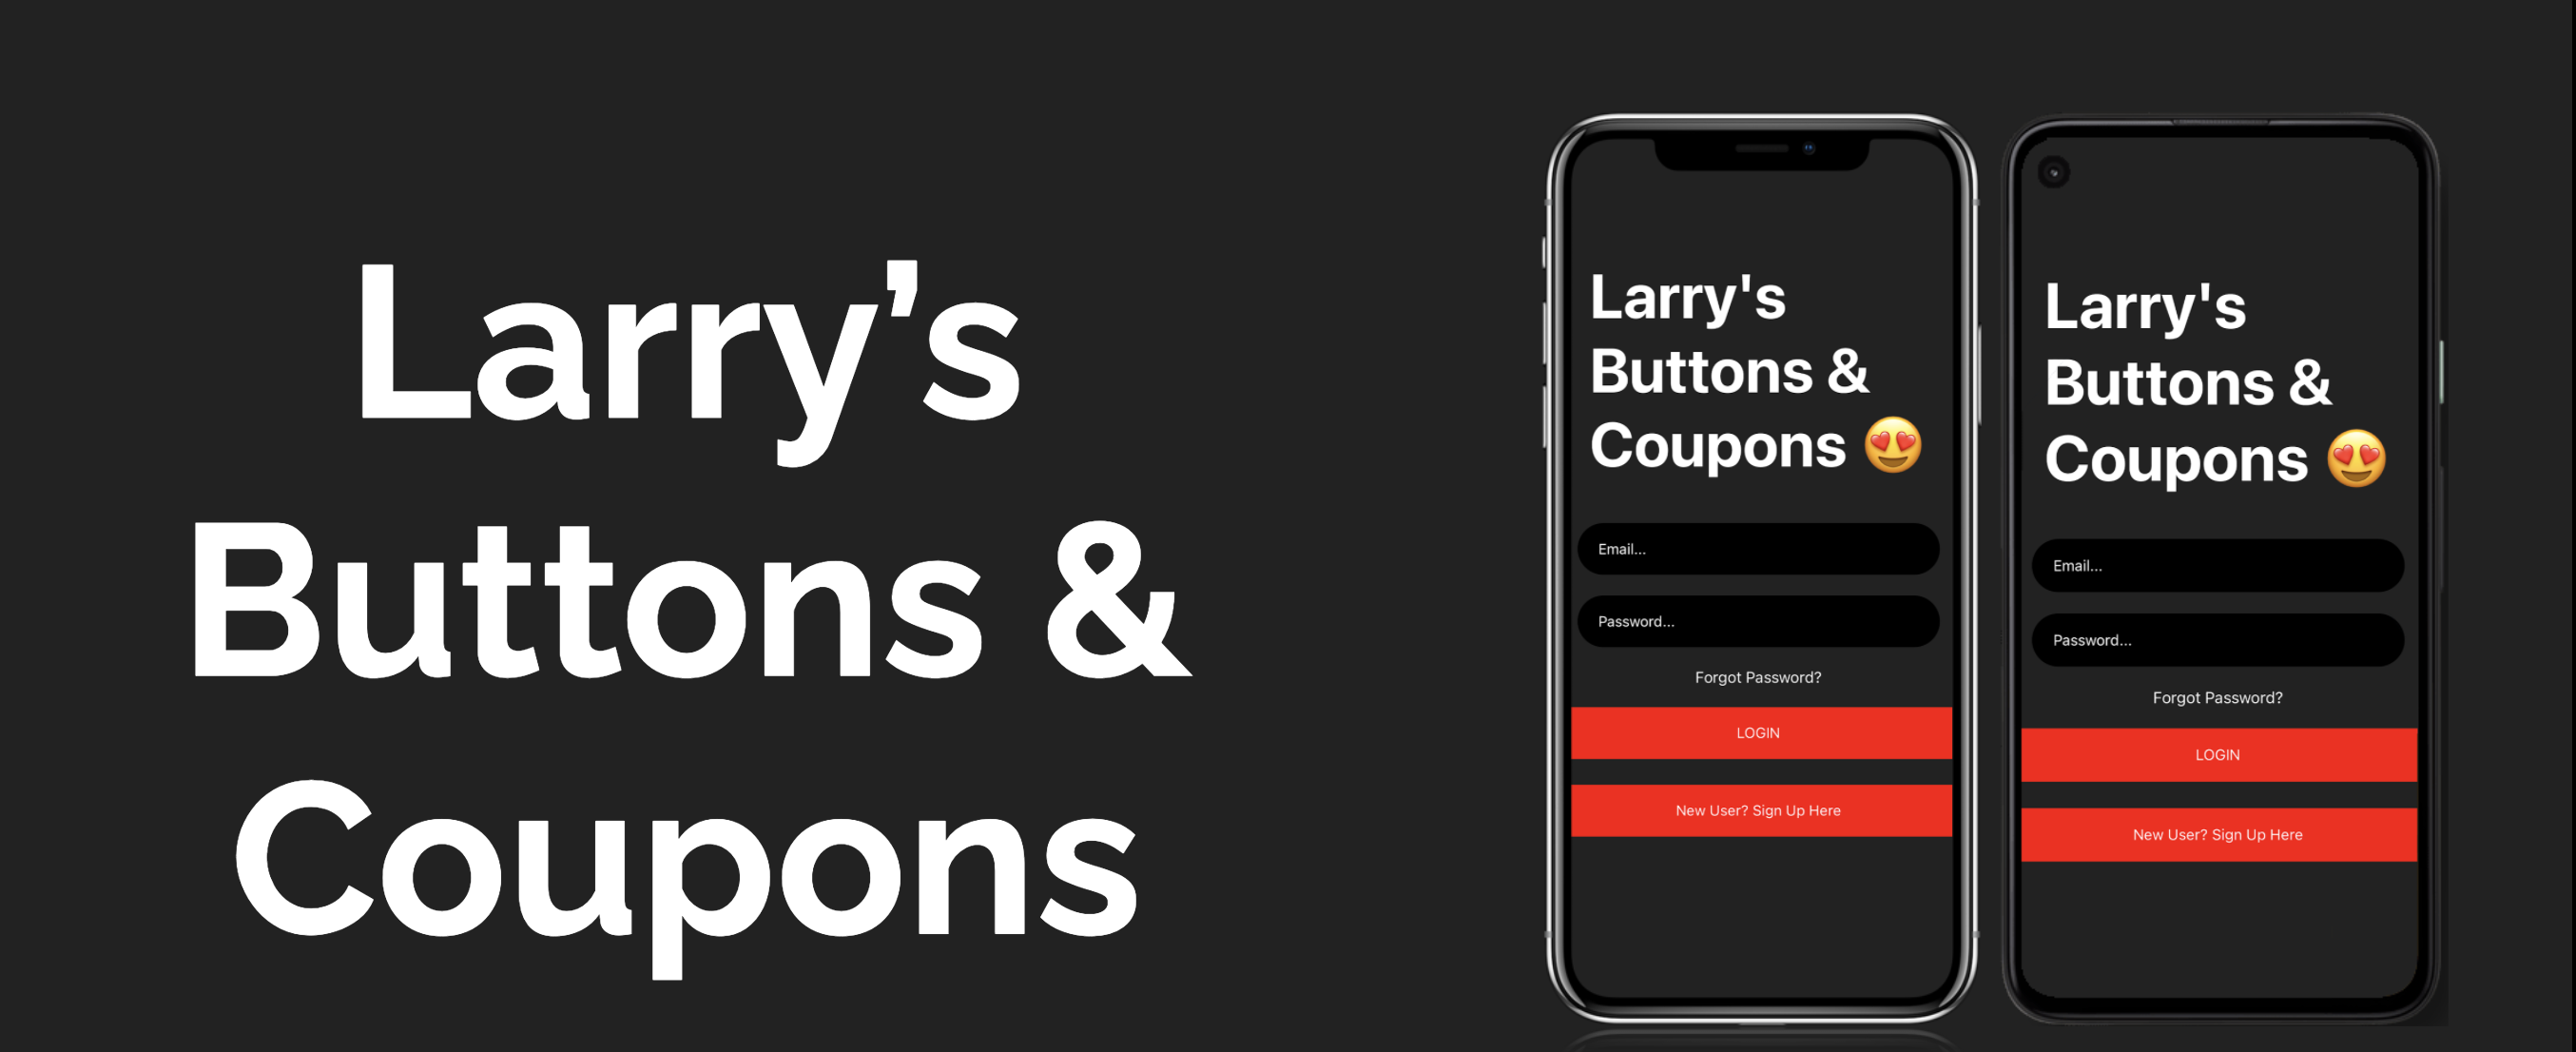 Larry’s
Buttons &
Coupons
Larry's
Buttons &
Coupons 😍
Email...
Password...
Forgot Password?
LOGIN
New User? Sign Up Here
Larry's
Buttons &
Coupons 😍
Email...
Password...
Forgot Password?
LOGIN
New User? Sign Up Here